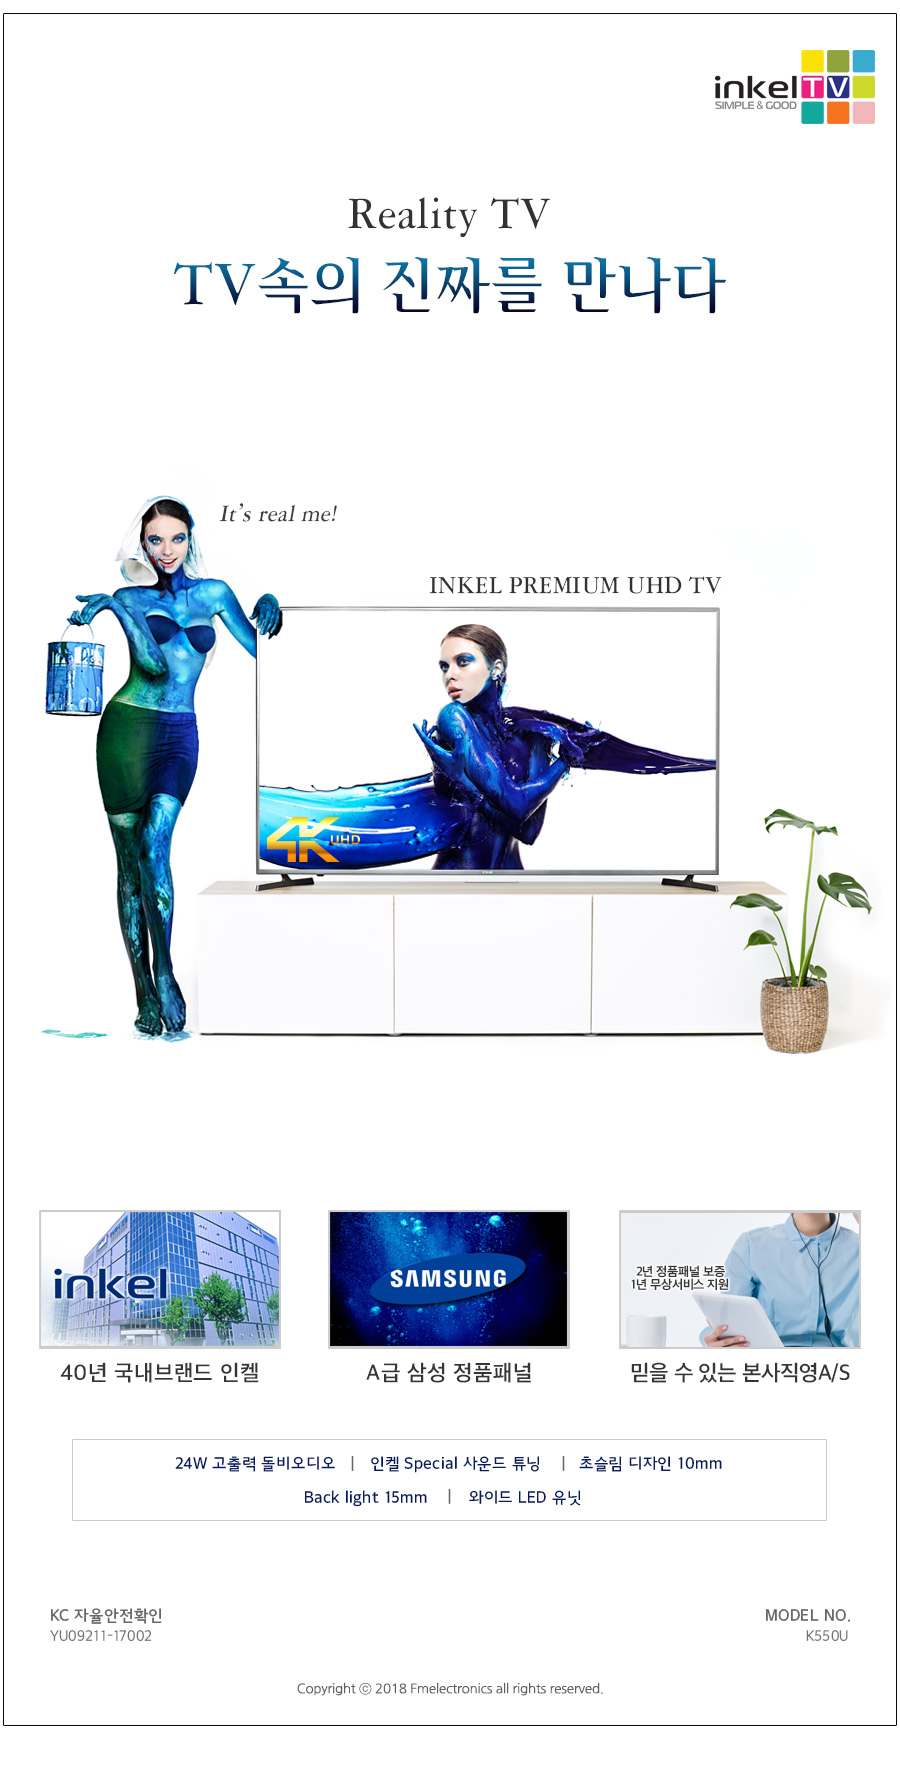 inkel TV
SIMPLE & GOOD
Reality TV
TV속의 진짜를 만나다
It's real me!
INKEL PREMIUM UHD TV
4K UHD
inkel
SAMSUNG
2년 정품패널 보증
1년 무상서비스 지원
40년 국내브랜드 인켈
A급 삼성 정품패널
믿을 수 있는 본사직영A/S
24W 고출력 돌비오디오 | 인켈 Special 사운드 튜닝 | 초슬림 디자인 10mm
Back light 15mm | 와이드 LED 유닛
KC 자율안전확인
YU09211-17002
MODEL NO.
K550U
Copyright ⓒ 2018 Fmelectronics all rights reserved.